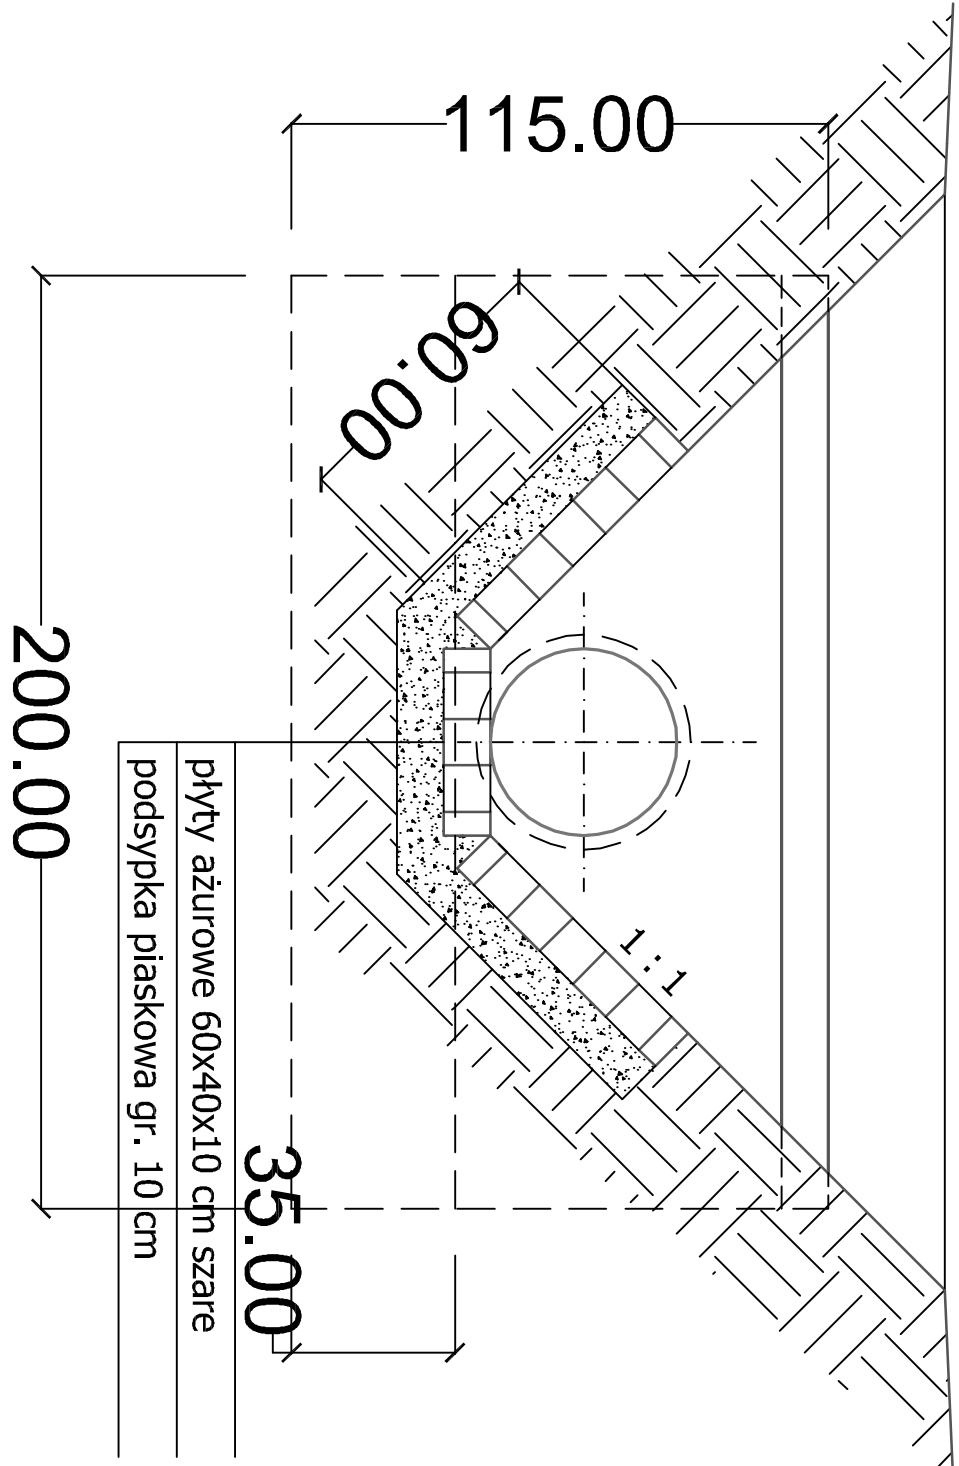 115.00
60.00
200.00
1:1
35.00
płyty ażurowe 60x40x10 cm szare
podsypka piaskowa gr. 10 cm